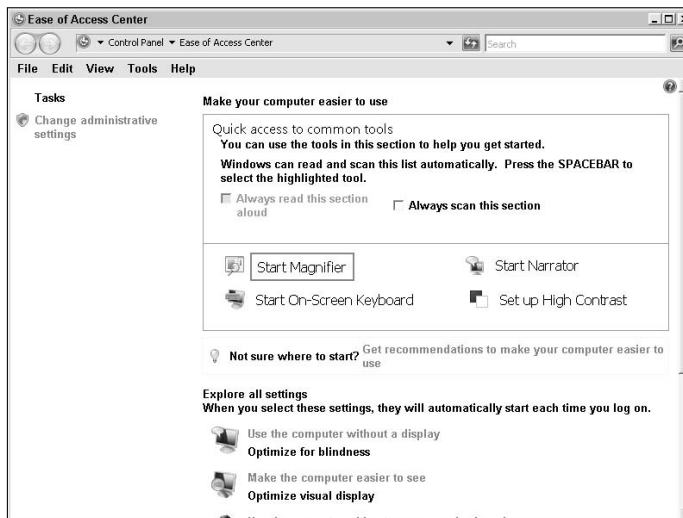 Ease of Access Center
Control Panel ▾ Ease of Access Center
Search
File Edit View Tools Help
Tasks
Change administrative
settings
Make your computer easier to use
Quick access to common tools
You can use the tools in this section to help you get started.
Windows can read and scan this list automatically. Press the SPACEBAR to
select the highlighted tool.
Always read this section
aloud
Always scan this section
Start Magnifier
Start Narrator
Start On-Screen Keyboard
Set up High Contrast
Not sure where to start? Get recommendations to make your computer easier to
use
Explore all settings
When you select these settings, they will automatically start each time you log on.
Use the computer without a display
Optimize for blindness
Make the computer easier to see
Optimize visual display